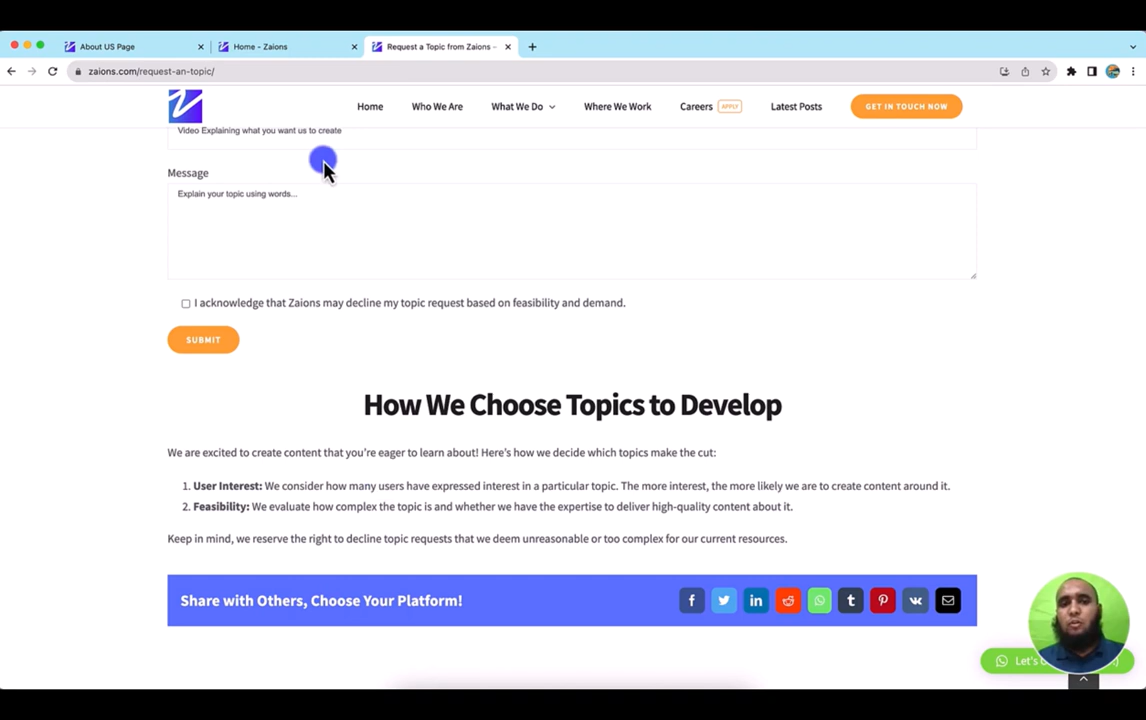 About US Page
Home - Zaions
Request a Topic from Zaions –
zaions.com/request-an-topic/
Home
Who We Are
What We Do
Where We Work
Careers
APPLY
Latest Posts
GET IN TOUCH NOW
Video Explaining what you want us to create
Message
Explain your topic using words...
I acknowledge that Zaions may decline my topic request based on feasibility and demand.
SUBMIT
How We Choose Topics to Develop
We are excited to create content that you're eager to learn about! Here's how we decide which topics make the cut:
1. User Interest: We consider how many users have expressed interest in a particular topic. The more interest, the more likely we are to create content around it.
2. Feasibility: We evaluate how complex the topic is and whether we have the expertise to deliver high-quality content about it.
Keep in mind, we reserve the right to decline topic requests that we deem unreasonable or too complex for our current resources.
Share with Others, Choose Your Platform!
Let's